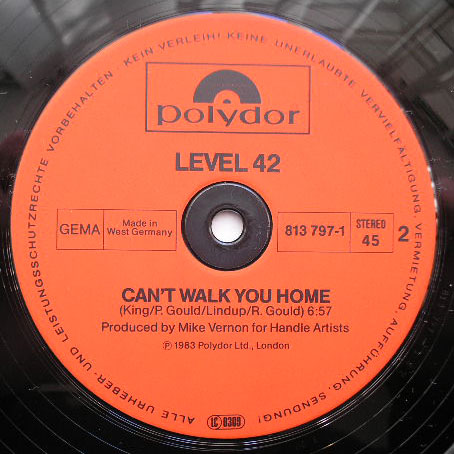 ALLE URHEBER- UND LEISTUNGSSCHUTZRECHTE VORBEHALTEN · KEIN VERLEIH! KEINE UNERLAUBTE VERVIELFÄLTIGUNG, VERMIETUNG, AUFFÜHRUNG, SENDUNG!
polydor
LEVEL 42
GEMA
Made in
West Germany
813 797-1
STEREO
45
2
CAN'T WALK YOU HOME
(King/P. Gould/Lindup/R. Gould) 6:57
Produced by Mike Vernon for Handle Artists
Ⓟ 1983 Polydor Ltd., London
LC 0309